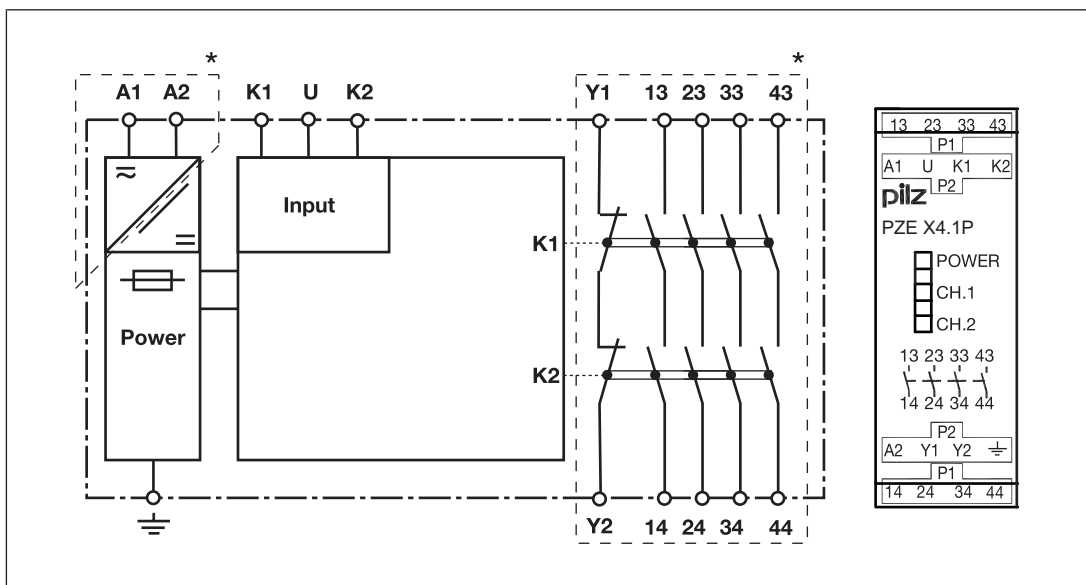 * *
A1 A2 K1 U K2 Y1 13 23 33 43
Input
K1
Power
K2
Y2 14 24 34 44
13 23 33 43
P1
A1 U K1 K2
P2
pilz
PZE X4.1P
POWER
CH.1
CH.2
13 23 33 43
14 24 34 44
P2
A2 Y1 Y2
P1
14 24 34 44